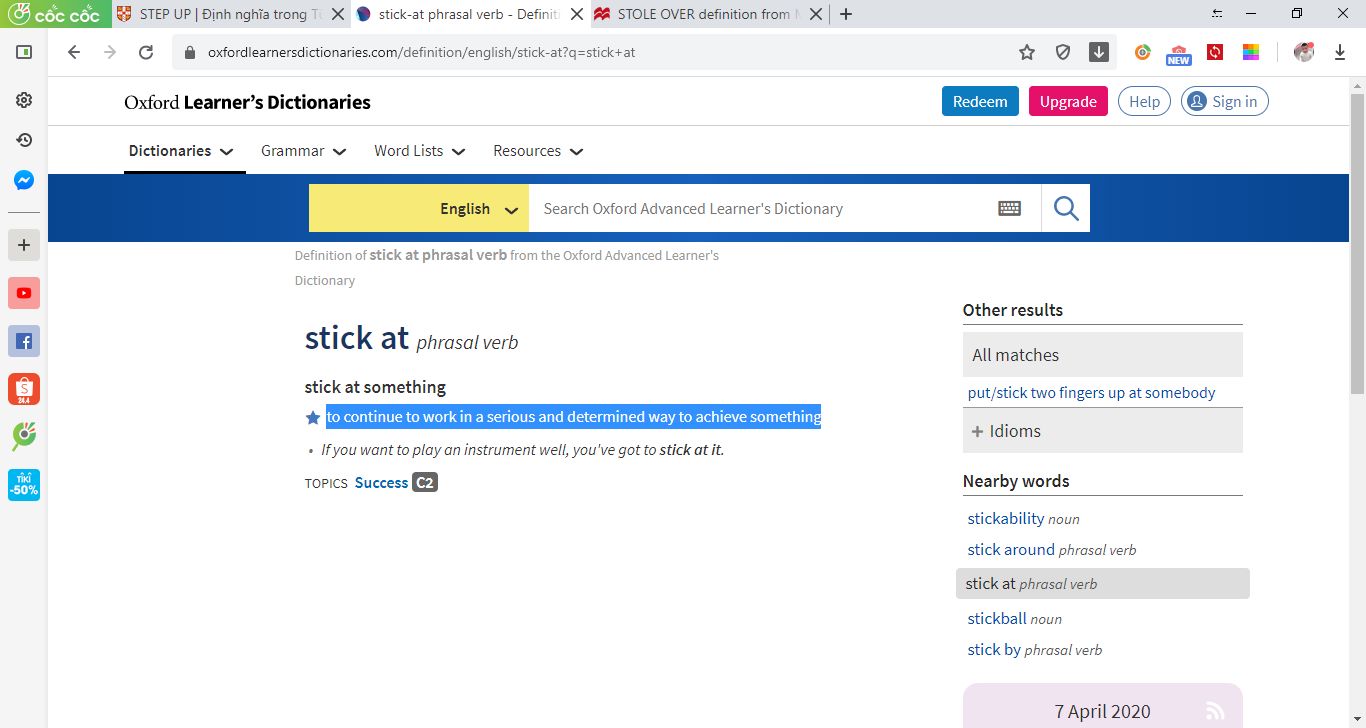 cốc cốc
STEP UP | Định nghĩa trong T
stick-at phrasal verb - Definiti
STOLE OVER definition from M
oxfordlearnersdictionaries.com/definition/english/stick-at?q=stick+at
NEW
Oxford Learner's Dictionaries
Redeem
Upgrade
Help
Sign in
Dictionaries
Grammar
Word Lists
Resources
English
Search Oxford Advanced Learner's Dictionary
Definition of stick at phrasal verb from the Oxford Advanced Learner's
Dictionary
stick at phrasal verb
stick at something
to continue to work in a serious and determined way to achieve something
• If you want to play an instrument well, you've got to stick at it.
TOPICS Success C2
Other results
All matches
put/stick two fingers up at somebody
+ Idioms
Nearby words
stickability noun
stick around phrasal verb
stick at phrasal verb
stickball noun
stick by phrasal verb
7 April 2020
24.4
TIKI
-50%